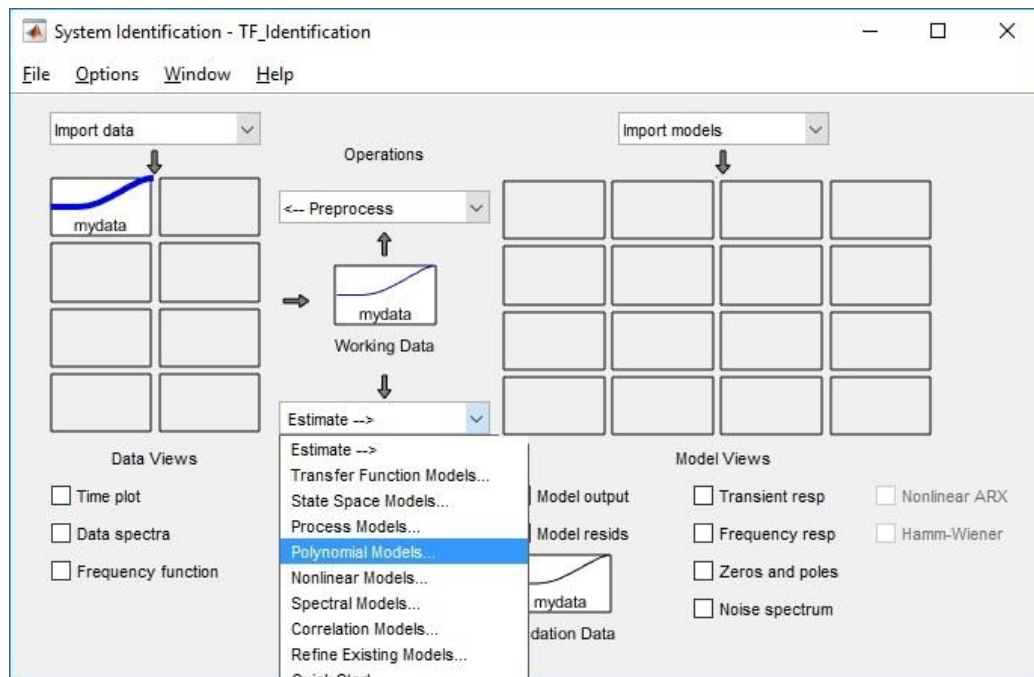 System Identification - TF_Identification
File Options Window Help
Import data
Import models
Operations
mydata
<-- Preprocess
mydata
Working Data
Estimate -->
Data Views
Model Views
Estimate -->
Transfer Function Models...
State Space Models...
Process Models...
Polynomial Models...
Nonlinear Models...
Spectral Models...
Correlation Models...
Refine Existing Models...
Time plot
Data spectra
Frequency function
Model output
Model resids
Transient resp
Frequency resp
Zeros and poles
Noise spectrum
Nonlinear ARX
Hamm-Wiener
mydata
Data